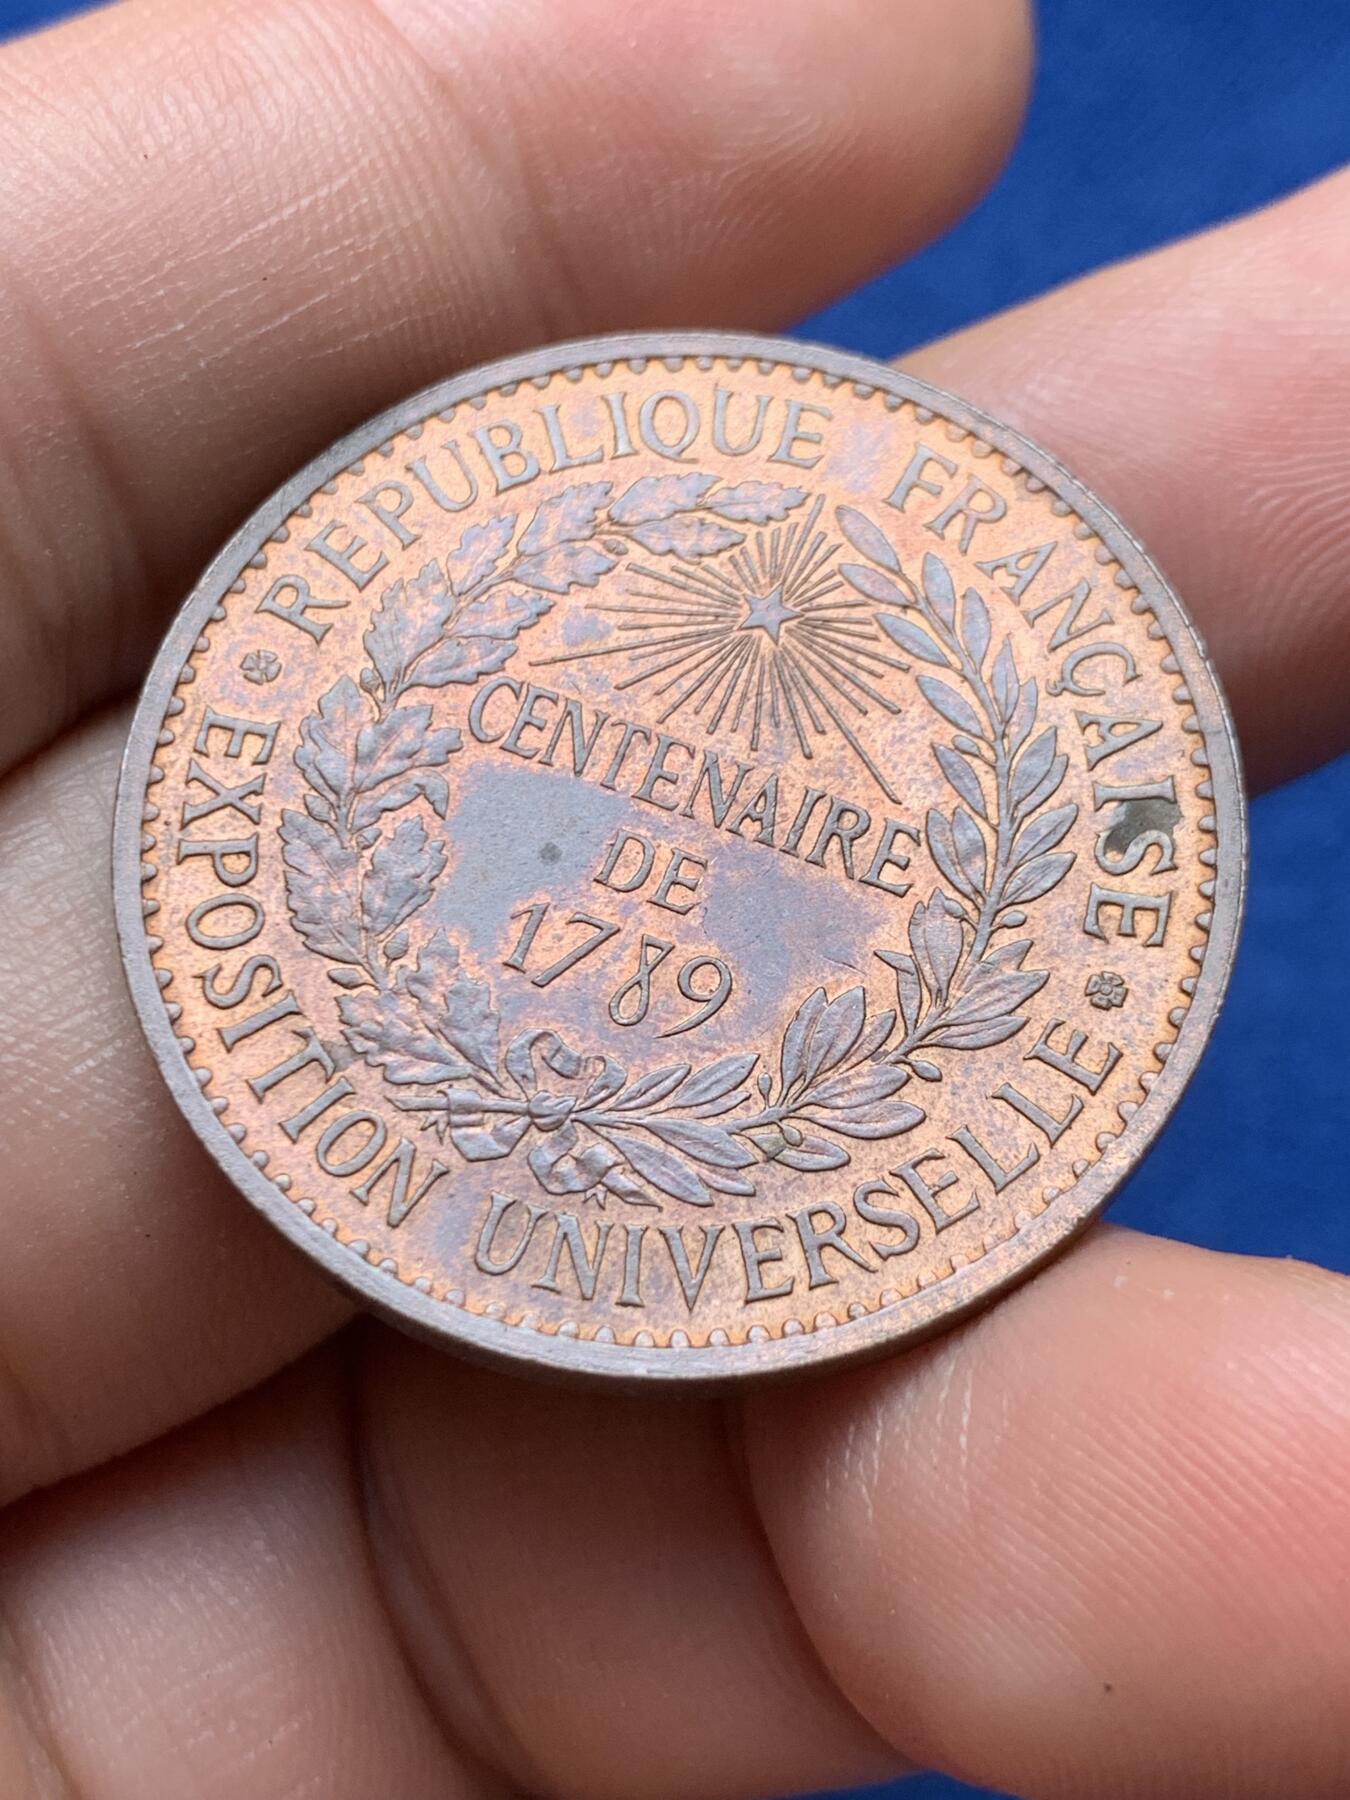 REPUBLIQUE FRANÇAISE
EXPOSITION UNIVERSELLE
CENTENAIRE
DE
1789